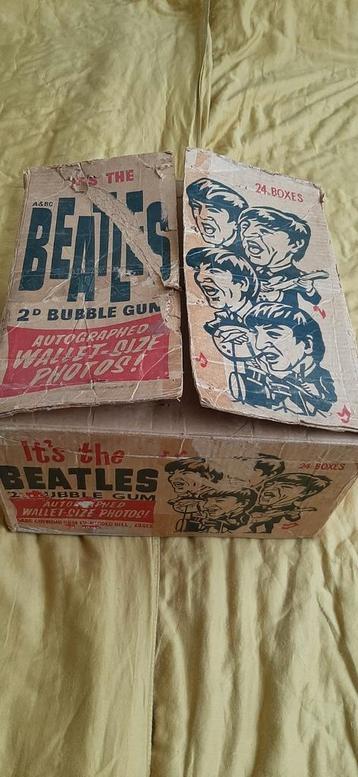 It's THE
A&BC
BEATLES
2D BUBBLE GUM
AUTOGRAPHED
WALLET-SIZE
PHOTOS!
24 BOXES
It's the
BEATLES
2D BUBBLE GUM
AUTOGRAPHED
WALLET-SIZE PHOTOS!
24 BOXES